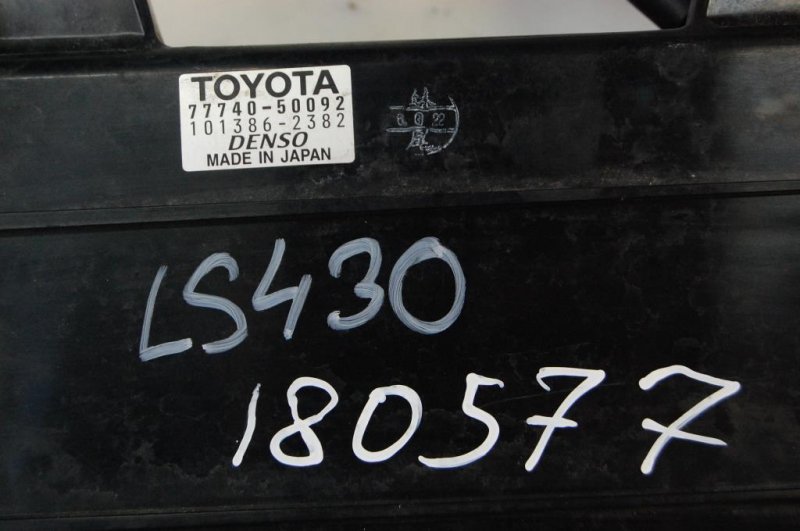 TOYOTA
77740-50092
101386-2382
DENSO
MADE IN JAPAN
LS430
180577